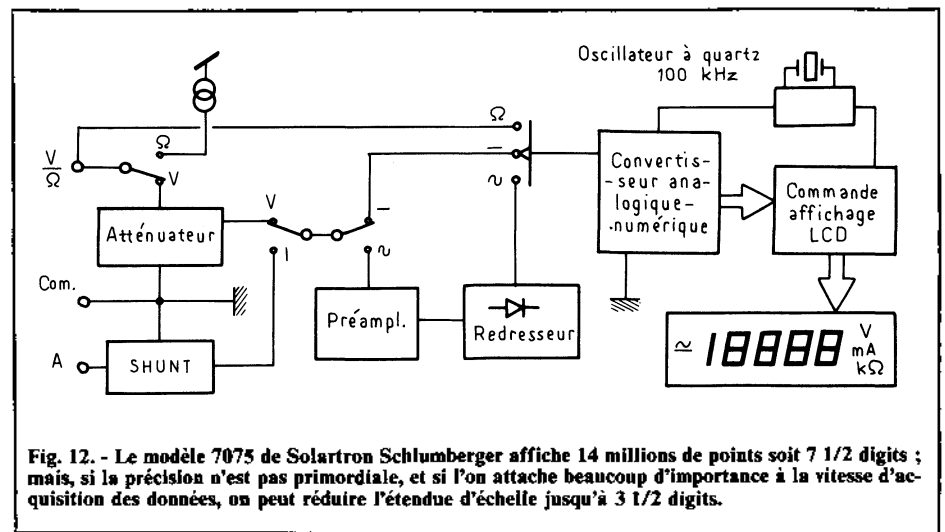 Oscillateur à quartz
100 kHz
Ω
Ω
V
Ω
V
—
∿
Convertis-
-seur ana-
logique-
-numérique
Commande
affichage
LCD
Atténuateur
V
—
I
∿
Com.
Préampl.
Redresseur
A
SHUNT
≃ 18888 V
mA
kΩ
Fig. 12. - Le modèle 7075 de Solartron Schlumberger affiche 14 millions de points soit 7 1/2 digits ;
mais, si la précision n'est pas primordiale, et si l'on attache beaucoup d'importance à la vitesse d'ac-
quisition des données, on peut réduire l'étendue d'échelle jusqu'à 3 1/2 digits.